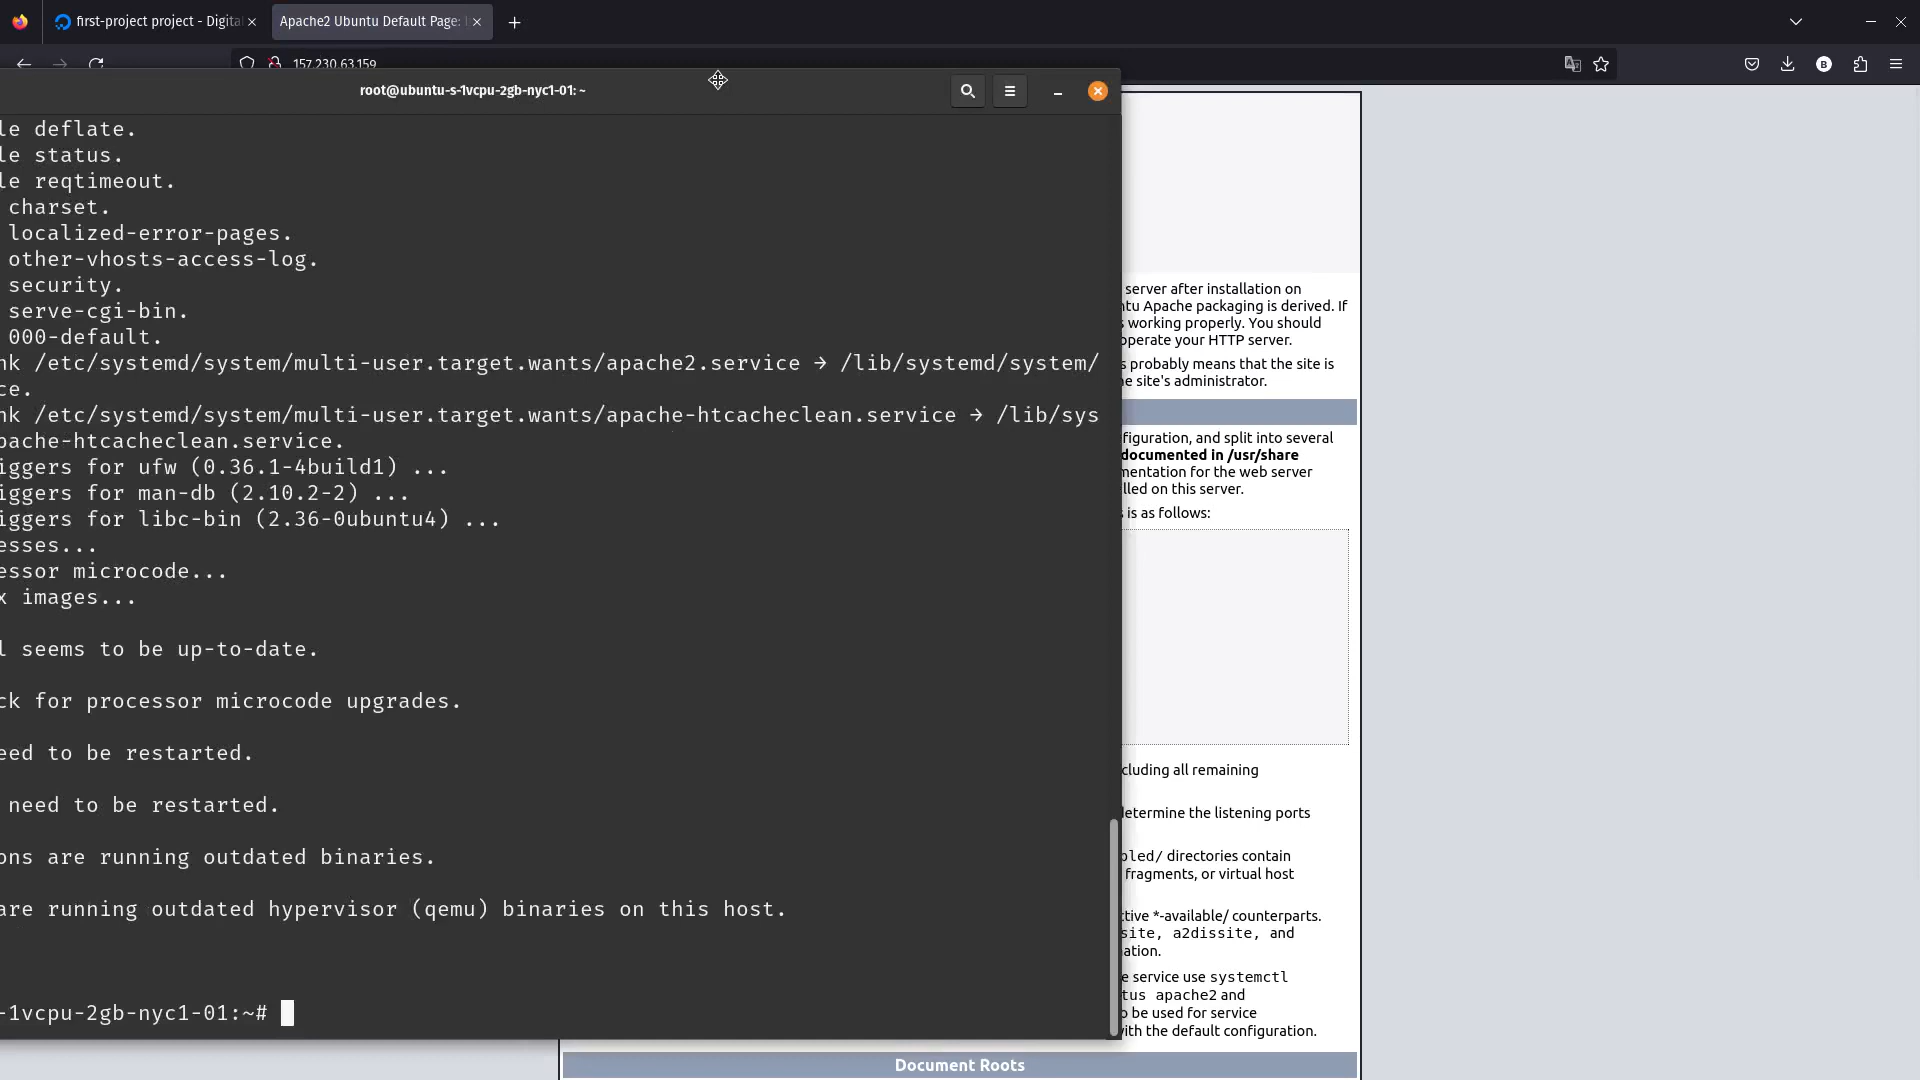 first-project project - Digita
Apache2 Ubuntu Default Page:
157.230.63.159
B
root@ubuntu-s-1vcpu-2gb-nyc1-01: ~
le deflate.
le status.
le reqtimeout.
charset.
localized-error-pages.
other-vhosts-access-log.
security.
serve-cgi-bin.
000-default.
nk /etc/systemd/system/multi-user.target.wants/apache2.service → /lib/systemd/system/
ce.
nk /etc/systemd/system/multi-user.target.wants/apache-htcacheclean.service → /lib/sys
pache-htcacheclean.service.
iggers for ufw (0.36.1-4build1) ...
iggers for man-db (2.10.2-2) ...
iggers for libc-bin (2.36-0ubuntu4) ...
esses...
essor microcode...
x images...
l seems to be up-to-date.
ck for processor microcode upgrades.
eed to be restarted.
need to be restarted.
ons are running outdated binaries.
are running outdated hypervisor (qemu) binaries on this host.
-1vcpu-2gb-nyc1-01:~#
server after installation on
ntu Apache packaging is derived. If
s working properly. You should
operate your HTTP server.
s probably means that the site is
he site's administrator.
figuration, and split into several
documented in /usr/share
mentation for the web server
lled on this server.
s is as follows:
cluding all remaining
determine the listening ports
bled/ directories contain
fragments, or virtual host
ctive *-available/ counterparts.
site, a2dissite, and
ation.
e service use systemctl
tus apache2 and
o be used for service
with the default configuration.
Document Roots